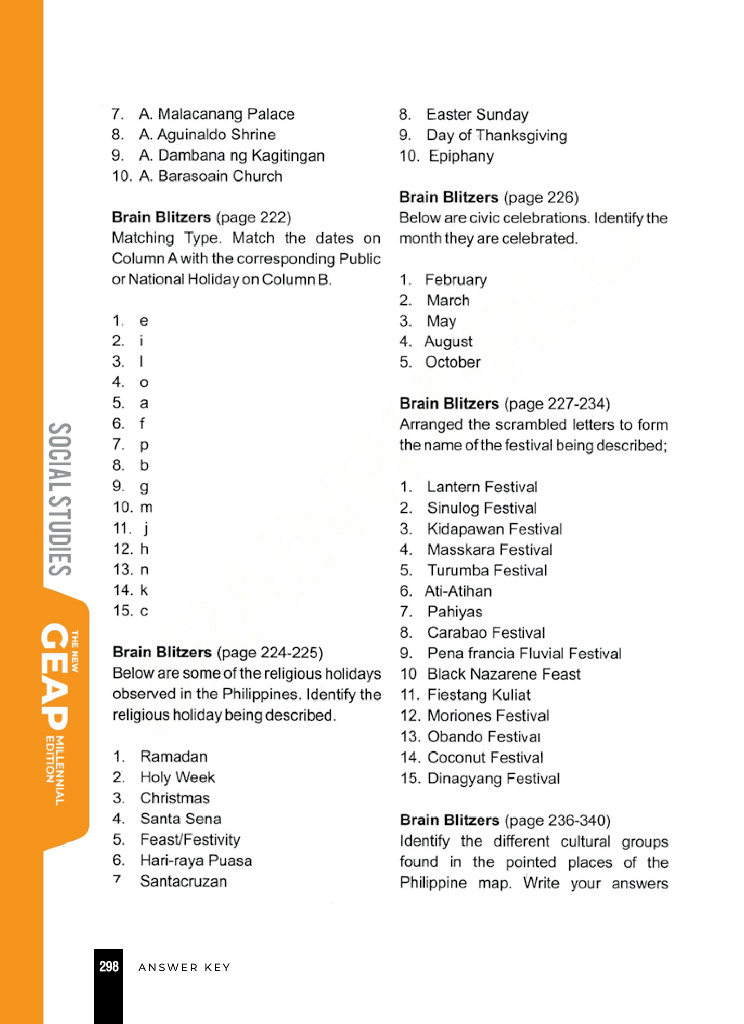 7. A. Malacanang Palace
8. A. Aguinaldo Shrine
9. A. Dambana ng Kagitingan
10. A. Barasoain Church
Brain Blitzers (page 222)
Matching Type. Match the dates on
Column A with the corresponding Public
or National Holiday on Column B.
1. e
2. i
3. l
4. o
5. a
6. f
7. p
8. b
9. g
10. m
11. j
12. h
13. n
14. k
15. c
Brain Blitzers (page 224-225)
Below are some of the religious holidays
observed in the Philippines. Identify the
religious holiday being described.
1. Ramadan
2. Holy Week
3. Christmas
4. Santa Sena
5. Feast/Festivity
6. Hari-raya Puasa
7 Santacruzan
8. Easter Sunday
9. Day of Thanksgiving
10. Epiphany
Brain Blitzers (page 226)
Below are civic celebrations. Identify the
month they are celebrated.
1. February
2. March
3. May
4. August
5. October
Brain Blitzers (page 227-234)
Arranged the scrambled letters to form
the name of the festival being described;
1. Lantern Festival
2. Sinulog Festival
3. Kidapawan Festival
4. Masskara Festival
5. Turumba Festival
6. Ati-Atihan
7. Pahiyas
8. Carabao Festival
9. Pena francia Fluvial Festival
10 Black Nazarene Feast
11. Fiestang Kuliat
12. Moriones Festival
13. Obando Festival
14. Coconut Festival
15. Dinagyang Festival
Brain Blitzers (page 236-340)
Identify the different cultural groups
found in the pointed places of the
Philippine map. Write your answers
SOCIAL STUDIES
THE NEW
GEAP
MILLENNIAL
EDITION
298 ANSWER KEY